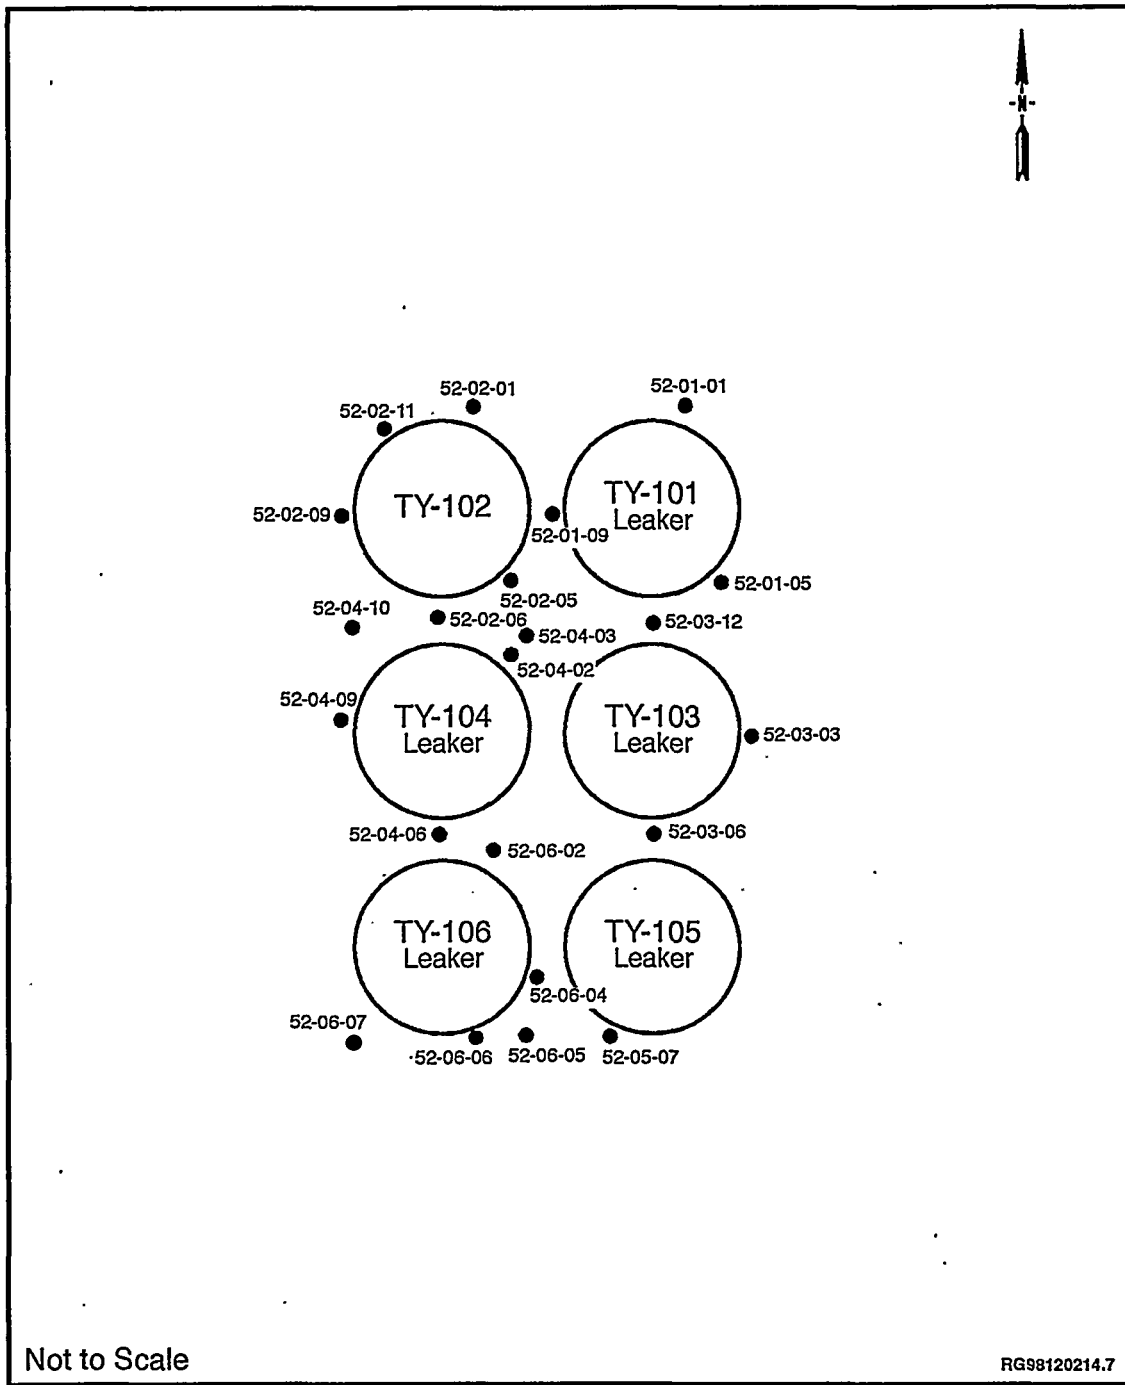 -N-
52-02-01
52-01-01
52-02-11
TY-102
TY-101
Leaker
52-02-09
52-01-09
52-01-05
52-02-05
52-04-10
52-02-06
52-03-12
52-04-03
52-04-02
52-04-09
TY-104
Leaker
TY-103
Leaker
52-03-03
52-04-06
52-03-06
52-06-02
TY-106
Leaker
TY-105
Leaker
52-06-04
52-06-07
52-06-06
52-06-05
52-05-07
Not to Scale
RG98120214.7